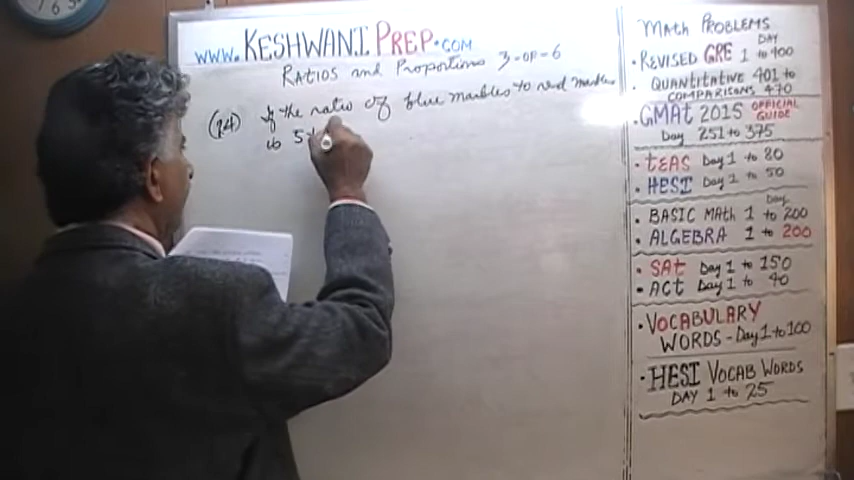 WWW.KESHWANIPREP.COM
RATIOS and Proportions 3-OF-6
(14) If the ratio of blue marbles to red marbles
is 5 t
MATH PROBLEMS
DAY
• REVISED GRE 1 to 400
• QUANTITATIVE 401 to
COMPARISONS 470
• GMAT 2015 OFFICIAL GUIDE
Day 251 to 375
• TEAS Day 1 to 80
• HESI Day 1 to 50
Day
• BASIC MATH 1 to 200
• ALGEBRA 1 to 200
• SAT Day 1 to 150
• ACT Day 1 to 40
• VOCABULARY
WORDS - Day 1 to 100
• HESI VOCAB WORDS
DAY 1 to 25